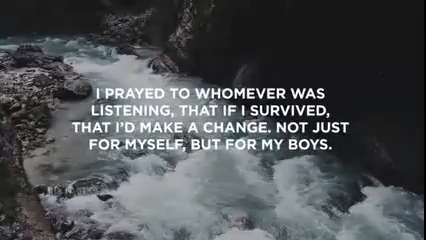 I PRAYED TO WHOMEVER WAS
LISTENING, THAT IF I SURVIVED,
THAT I'D MAKE A CHANGE. NOT JUST
FOR MYSELF, BUT FOR MY BOYS.